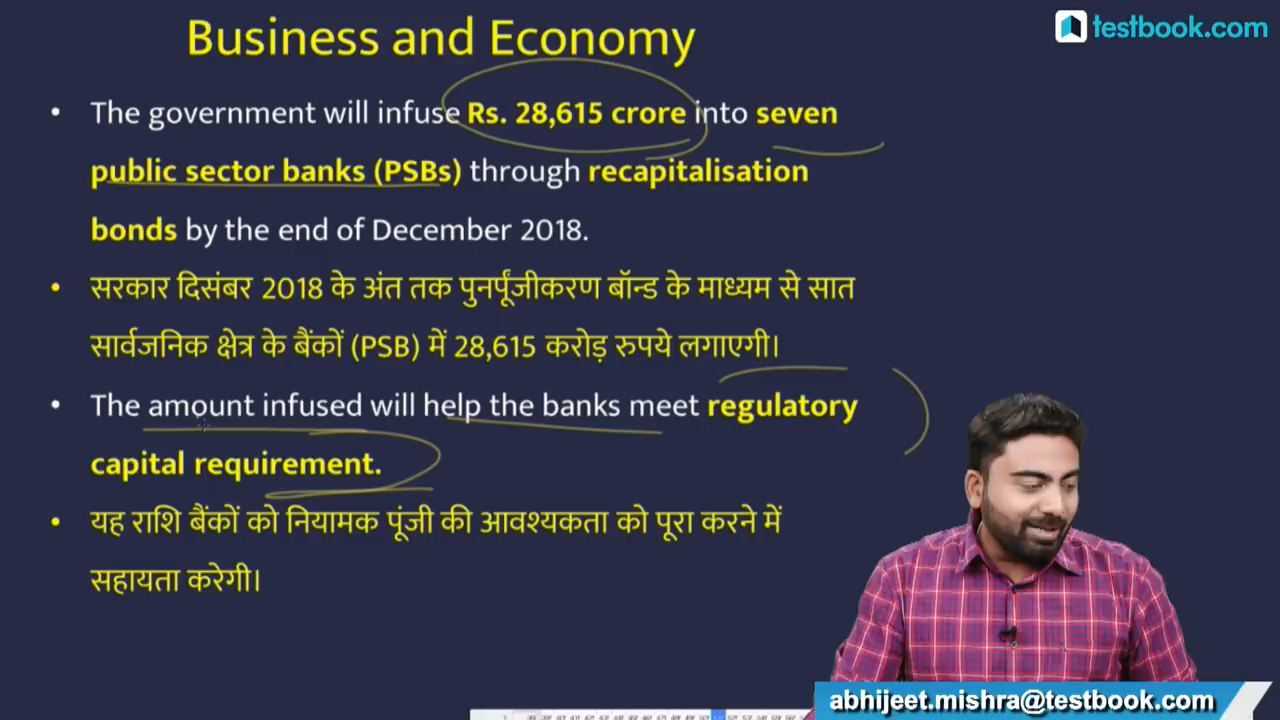 Business and Economy
testbook.com
• The government will infuse Rs. 28,615 crore into seven
public sector banks (PSBs) through recapitalisation
bonds by the end of December 2018.
• सरकार दिसंबर 2018 के अंत तक पुनर्पूंजीकरण बॉन्ड के माध्यम से सात
सार्वजनिक क्षेत्र के बैंकों (PSB) में 28,615 करोड़ रुपये लगाएगी।
• The amount infused will help the banks meet regulatory
capital requirement.
• यह राशि बैंकों को नियामक पूंजी की आवश्यकता को पूरा करने में
सहायता करेगी।
abhijeet.mishra@testbook.com